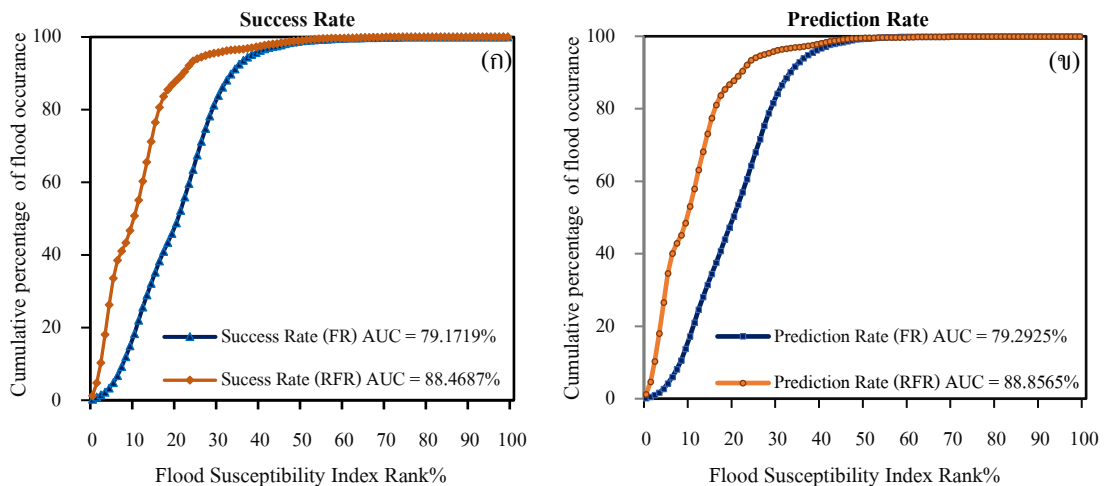 Success Rate
Cumulative percentage of flood occurance
100
80
60
40
20
0
(ก)
Success Rate (FR) AUC = 79.1719%
Sucess Rate (RFR) AUC = 88.4687%
0 10 20 30 40 50 60 70 80 90 100
Flood Susceptibility Index Rank%
Prediction Rate
Cumulative percentage of flood occurance
100
80
60
40
20
0
(ข)
Prediction Rate (FR) AUC = 79.2925%
Prediction Rate (RFR) AUC = 88.8565%
0 10 20 30 40 50 60 70 80 90 100
Flood Susceptibility Index Rank%